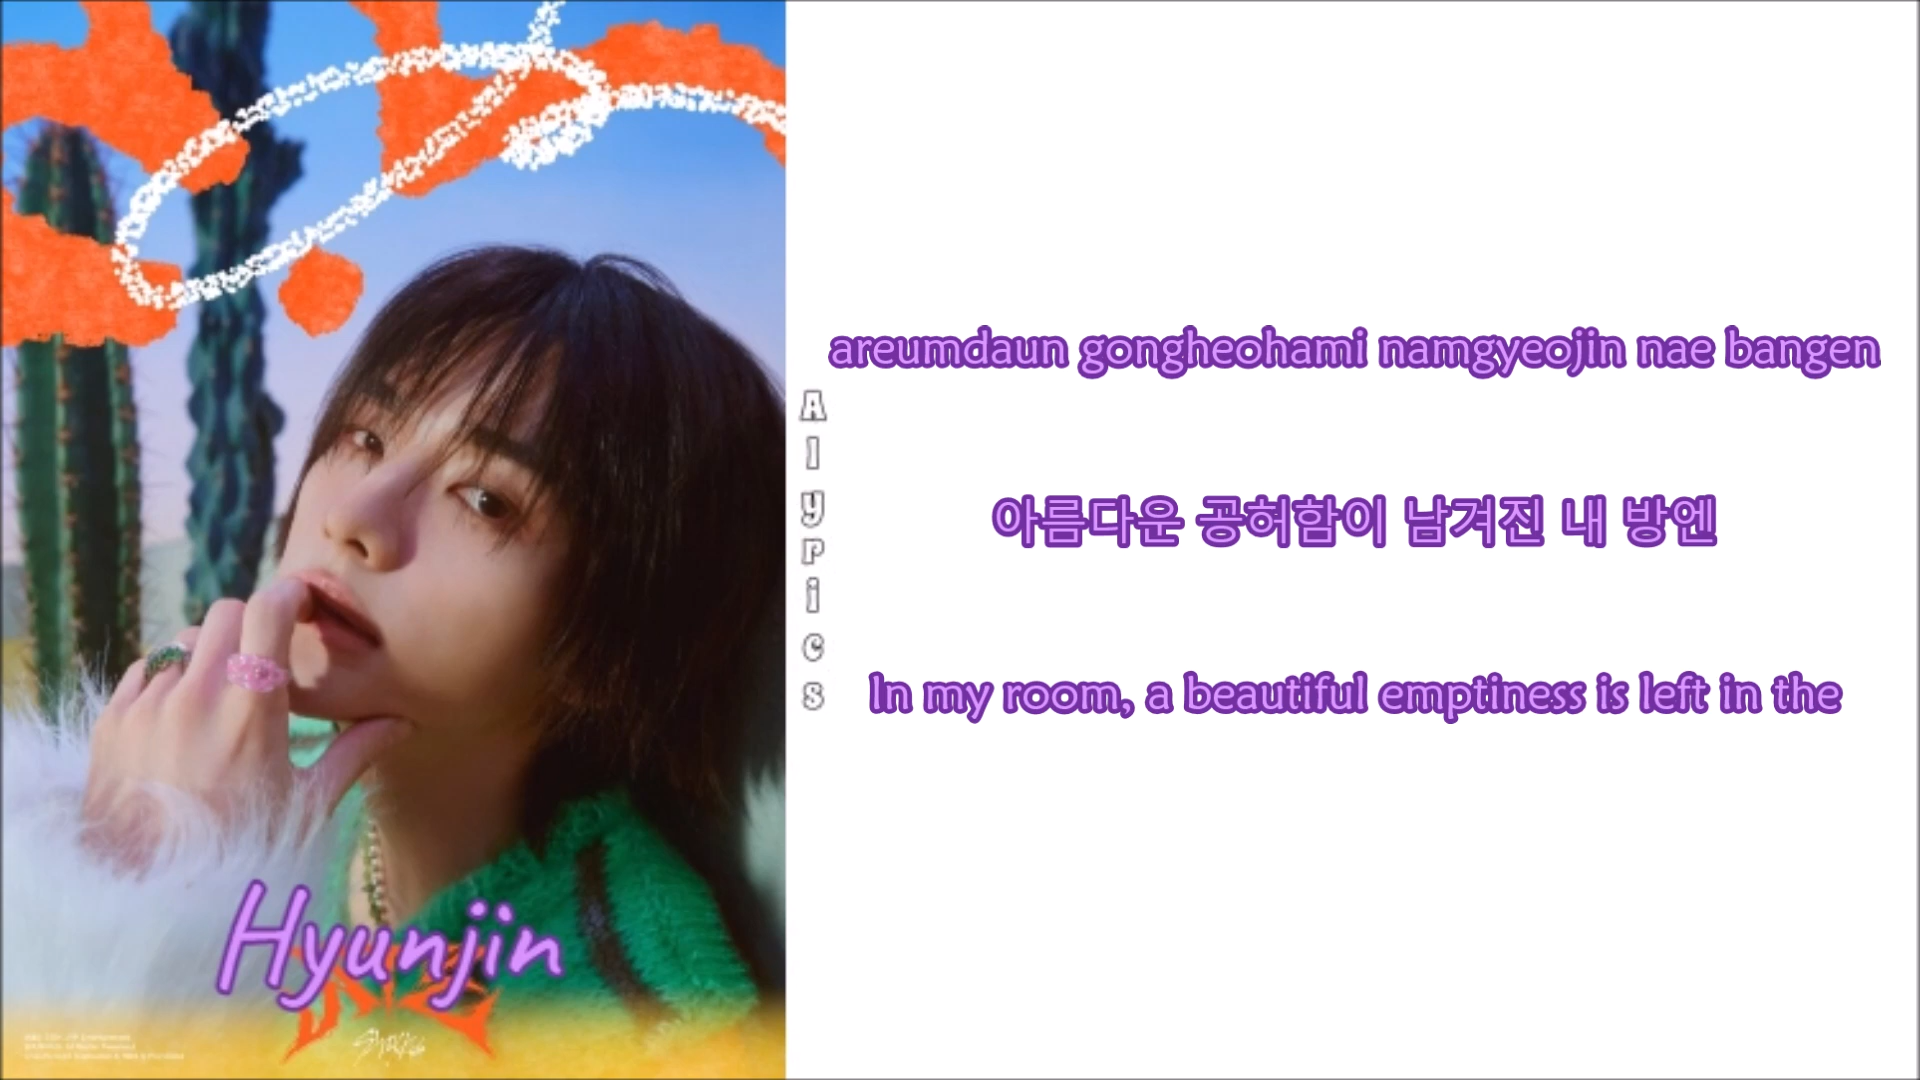 areumdaun gongheohami namgyeojin nae bangen
아름다운 공허함이 남겨진 내 방엔
In my room, a beautiful emptiness is left in the
Alyrics
Hyunjin